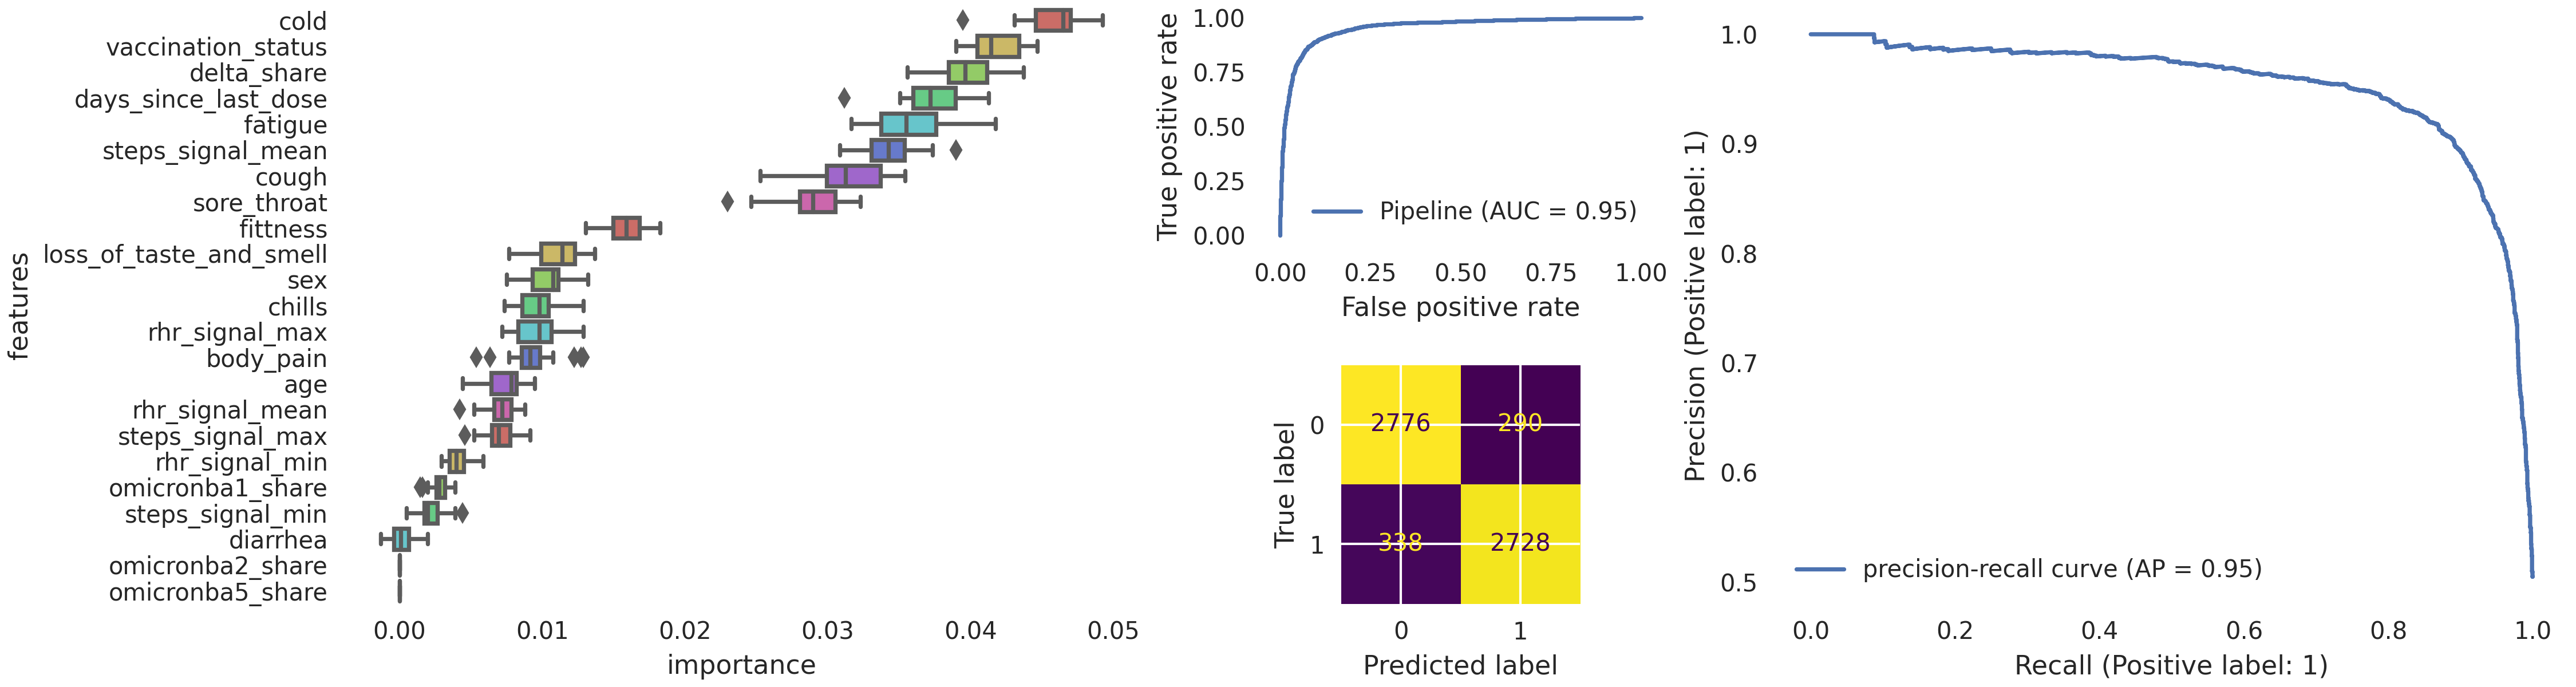 features
cold
vaccination_status
delta_share
days_since_last_dose
fatigue
steps_signal_mean
cough
sore_throat
fittness
loss_of_taste_and_smell
sex
chills
rhr_signal_max
body_pain
age
rhr_signal_mean
steps_signal_max
rhr_signal_min
omicronba1_share
steps_signal_min
diarrhea
omicronba2_share
omicronba5_share
0.00 0.01 0.02 0.03 0.04 0.05
importance
True positive rate
1.00
0.75
0.50
0.25
0.00
Pipeline (AUC = 0.95)
0.00 0.25 0.50 0.75 1.00
False positive rate
True label
0
1
2776 290
338 2728
0 1
Predicted label
Precision (Positive label: 1)
1.0
0.9
0.8
0.7
0.6
0.5
precision-recall curve (AP = 0.95)
0.0 0.2 0.4 0.6 0.8 1.0
Recall (Positive label: 1)